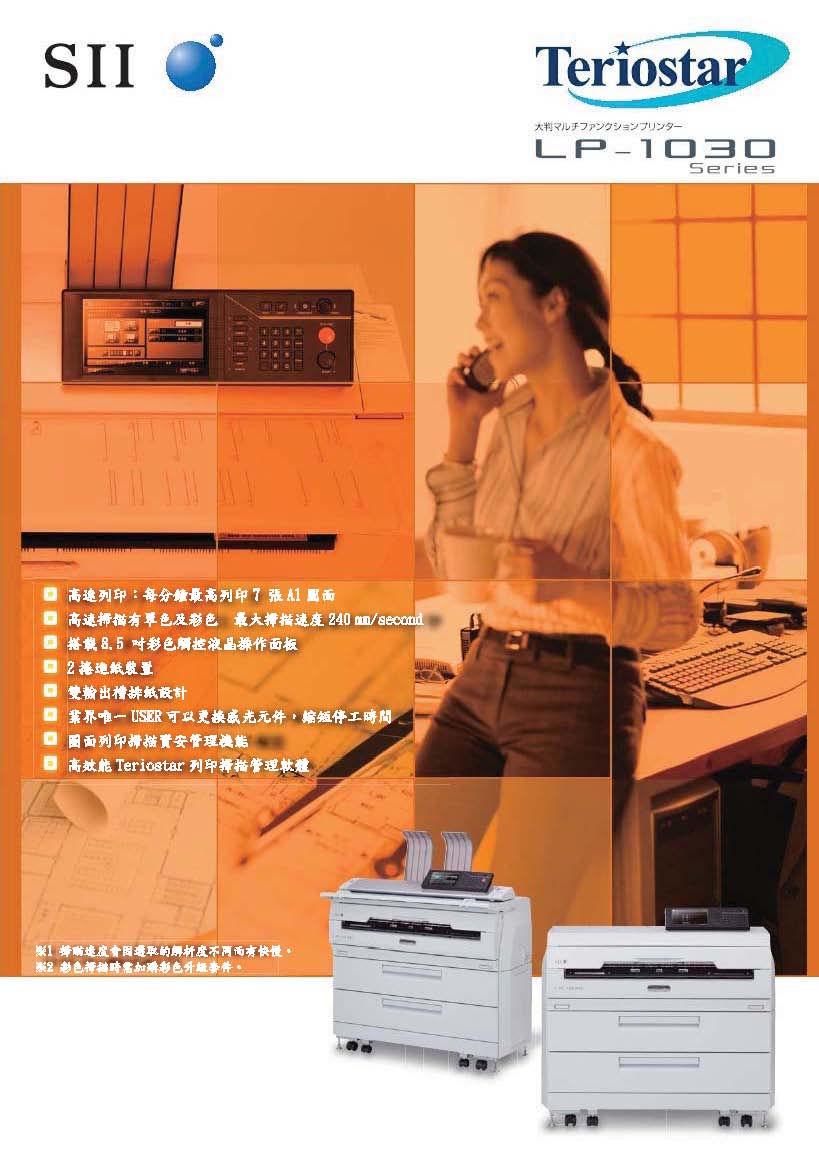 SII
Teriostar
大判マルチファンクションプリンター
LP-1030
Series
高速列印：每分鐘最高列印 7 張 A1 圖面
高速掃描有單色及彩色 最大掃描速度 240 mm/second
搭載 8.5 吋彩色觸控液晶操作面板
2 捲進紙裝置
雙輸出槽排紙設計
業界唯一 USER 可以更換感光元件，縮短停工時間
圖面列印掃描資安管理機能
高效能 Teriostar 列印掃描管理軟體
※1 掃瞄速度會因選取的解析度不同而有快慢。
※2 彩色掃描時需加購彩色升級套件。
SII